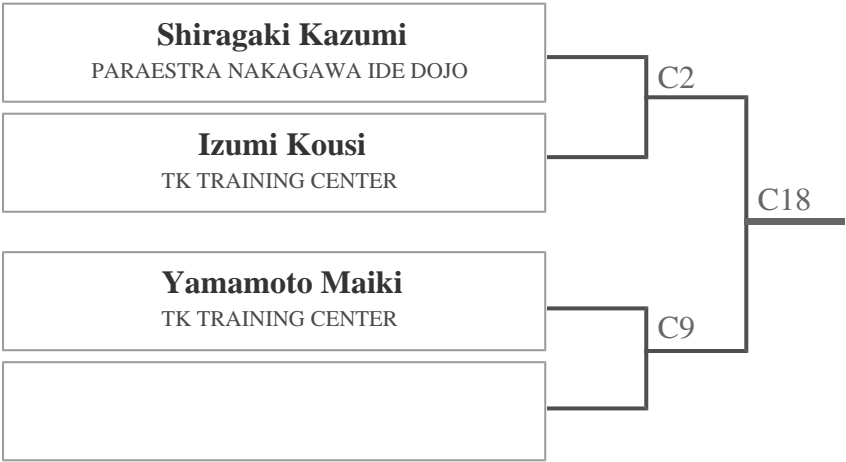 Shiragaki Kazumi
PARAESTRA NAKAGAWA IDE DOJO
C2
Izumi Kousi
TK TRAINING CENTER
C18
Yamamoto Maiki
TK TRAINING CENTER
C9